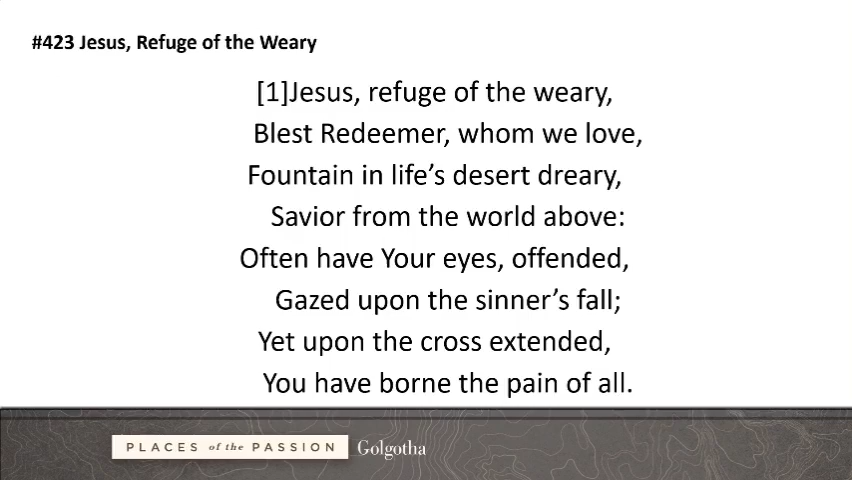 #423 Jesus, Refuge of the Weary
[1]Jesus, refuge of the weary,
Blest Redeemer, whom we love,
Fountain in life’s desert dreary,
Savior from the world above:
Often have Your eyes, offended,
Gazed upon the sinner’s fall;
Yet upon the cross extended,
You have borne the pain of all.
PLACES of the PASSION Golgotha